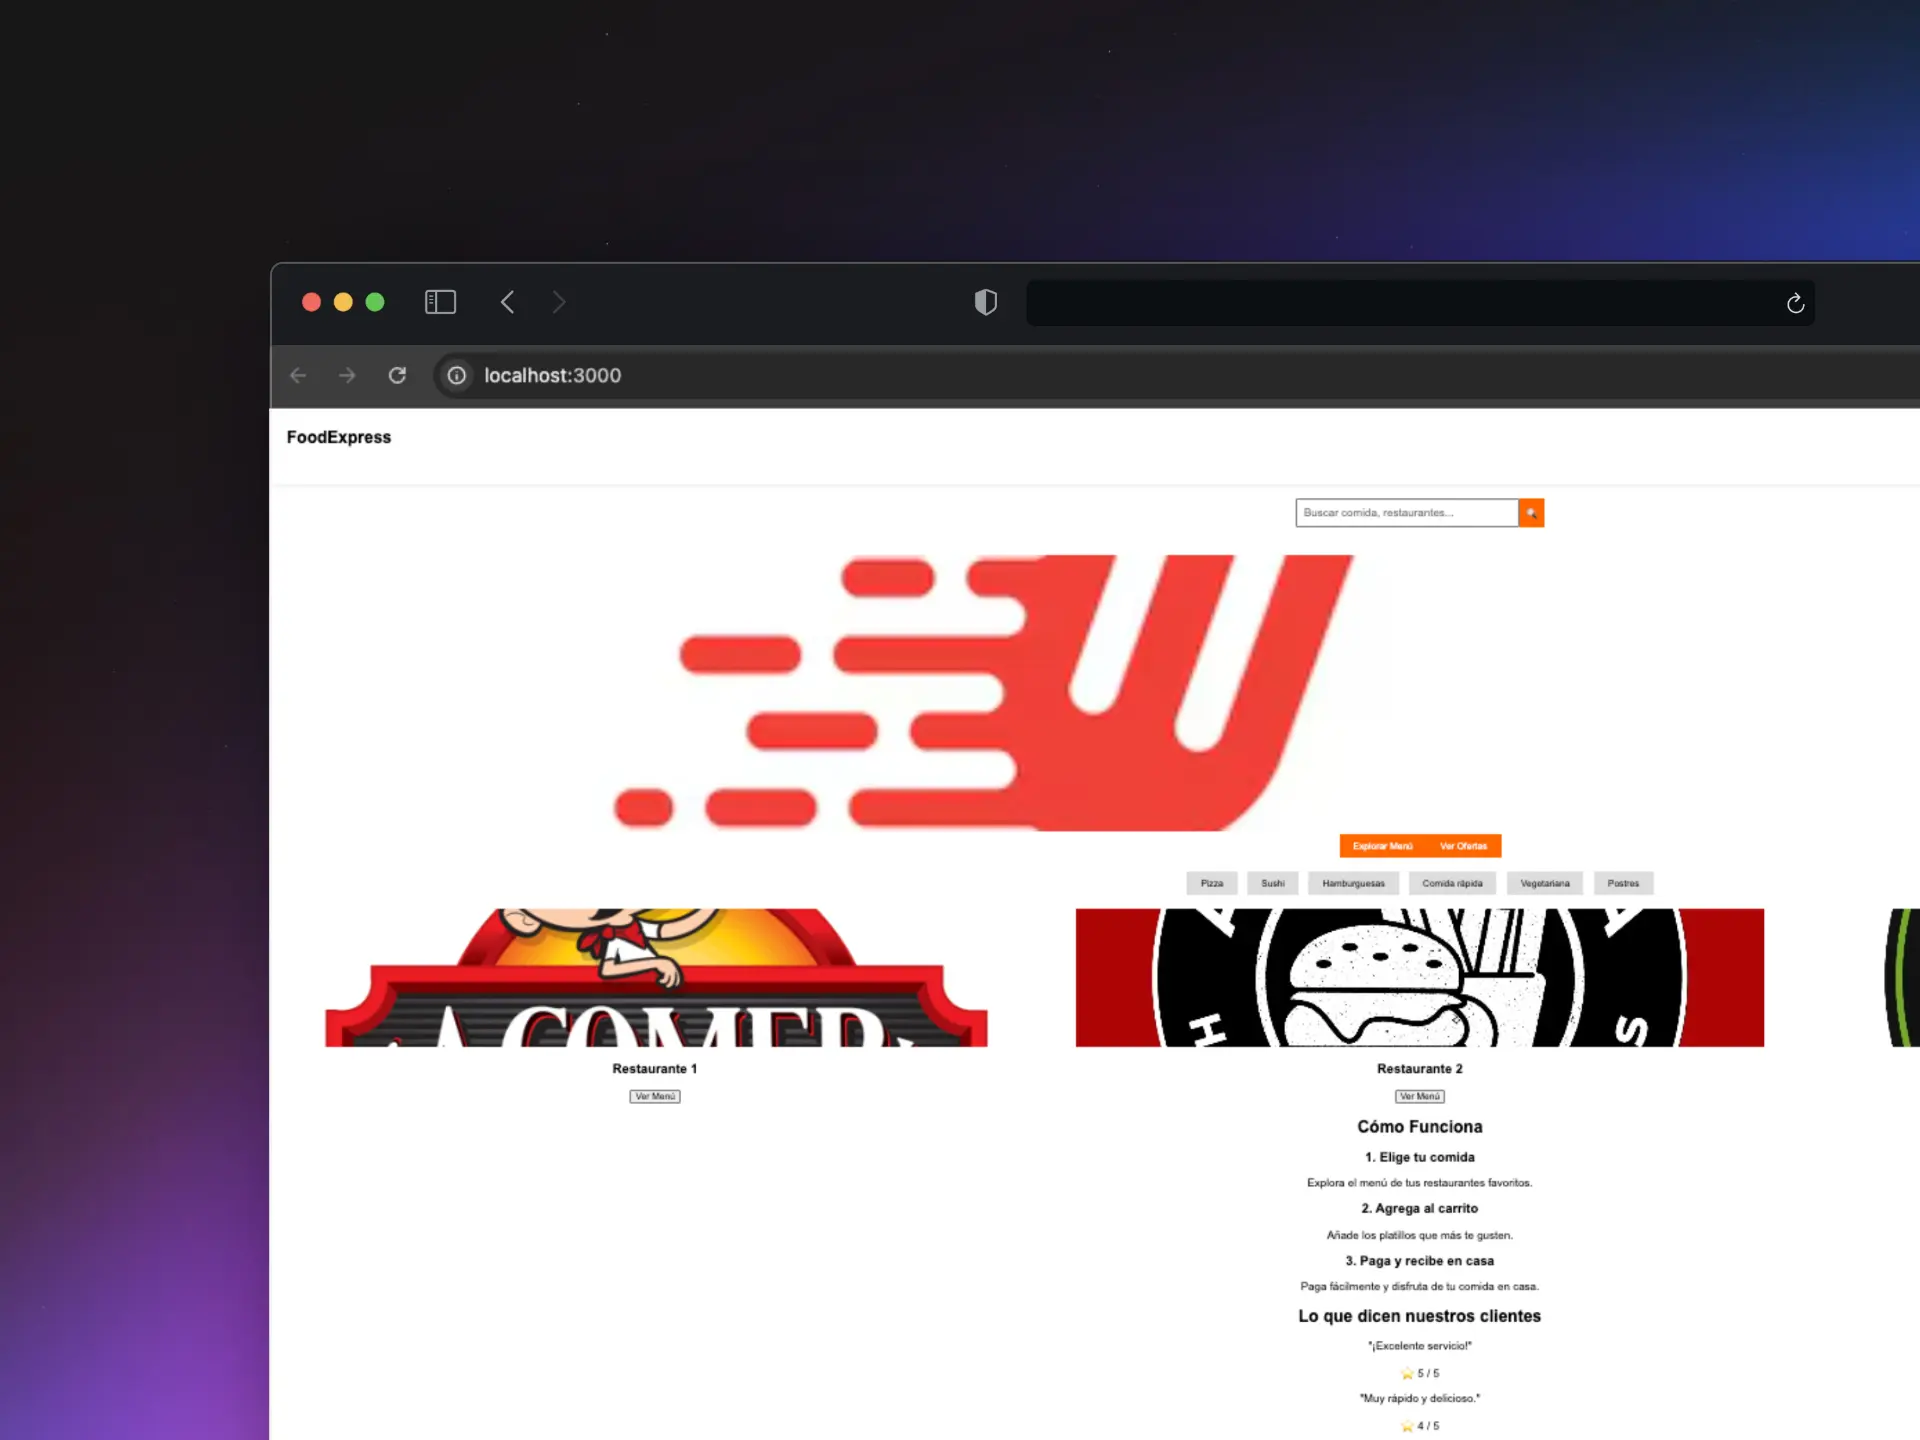 localhost:3000
FoodExpress
Buscar comida, restaurantes...
Explorar Menú Ver Ofertas
Pizza Sushi Hamburguesas Comida rápida Vegetariana Postres
A COMER
H S
Restaurante 1 Restaurante 2
Ver Menú Ver Menú
Cómo Funciona
1. Elige tu comida
Explora el menú de tus restaurantes favoritos.
2. Agrega al carrito
Añade los platillos que más te gusten.
3. Paga y recibe en casa
Paga fácilmente y disfruta de tu comida en casa.
Lo que dicen nuestros clientes
"¡Excelente servicio!"
⭐ 5 / 5
"Muy rápido y delicioso."
⭐ 4 / 5